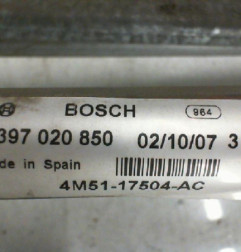 BOSCH 964
397 020 850 02/10/07 3
de in Spain
4M51-17504-AC